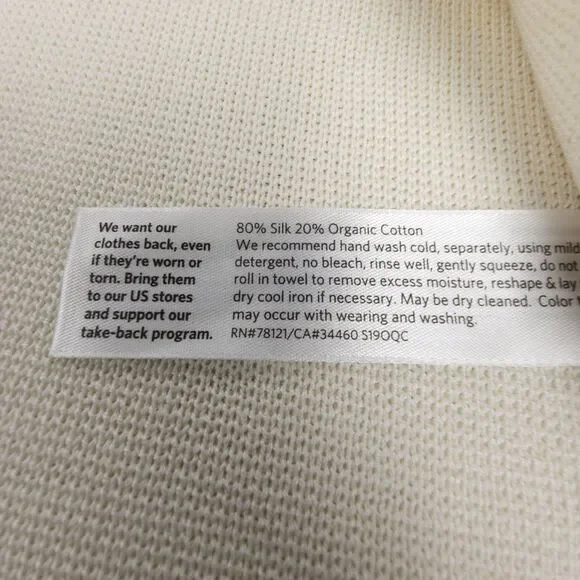 We want our
clothes back, even
if they're worn or
torn. Bring them
to our US stores
and support our
take-back program.
80% Silk 20% Organic Cotton
We recommend hand wash cold, separately, using mild
detergent, no bleach, rinse well, gently squeeze, do not
roll in towel to remove excess moisture, reshape & lay
dry cool iron if necessary. May be dry cleaned. Color
may occur with wearing and washing.
RN#78121/CA#34460 S19OQC